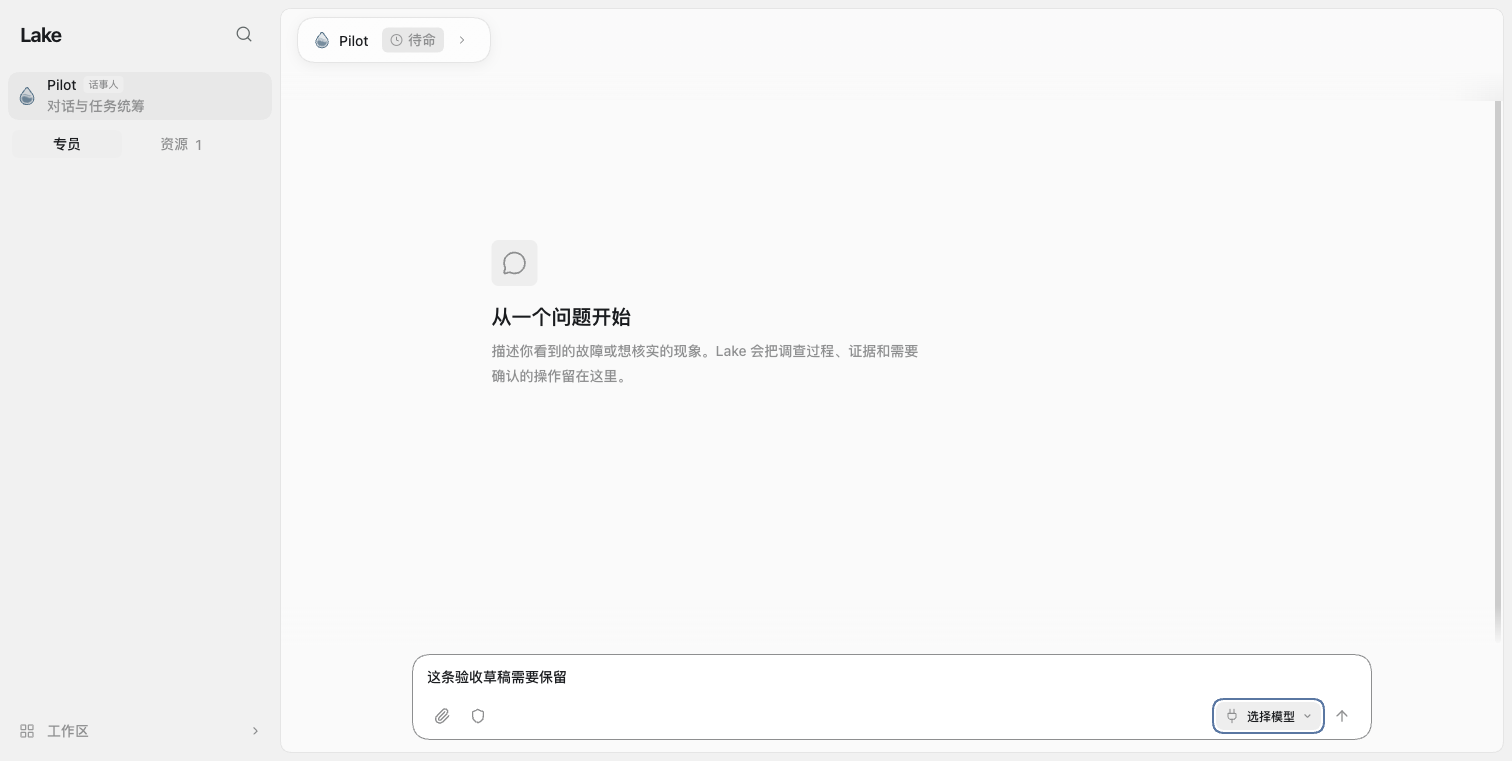 Lake
Pilot 话事人
对话与任务统筹
专员 资源 1
工作区
Pilot 待命
从一个问题开始
描述你看到的故障或想核实的现象。Lake 会把调查过程、证据和需要
确认的操作留在这里。
这条验收草稿需要保留
选择模型